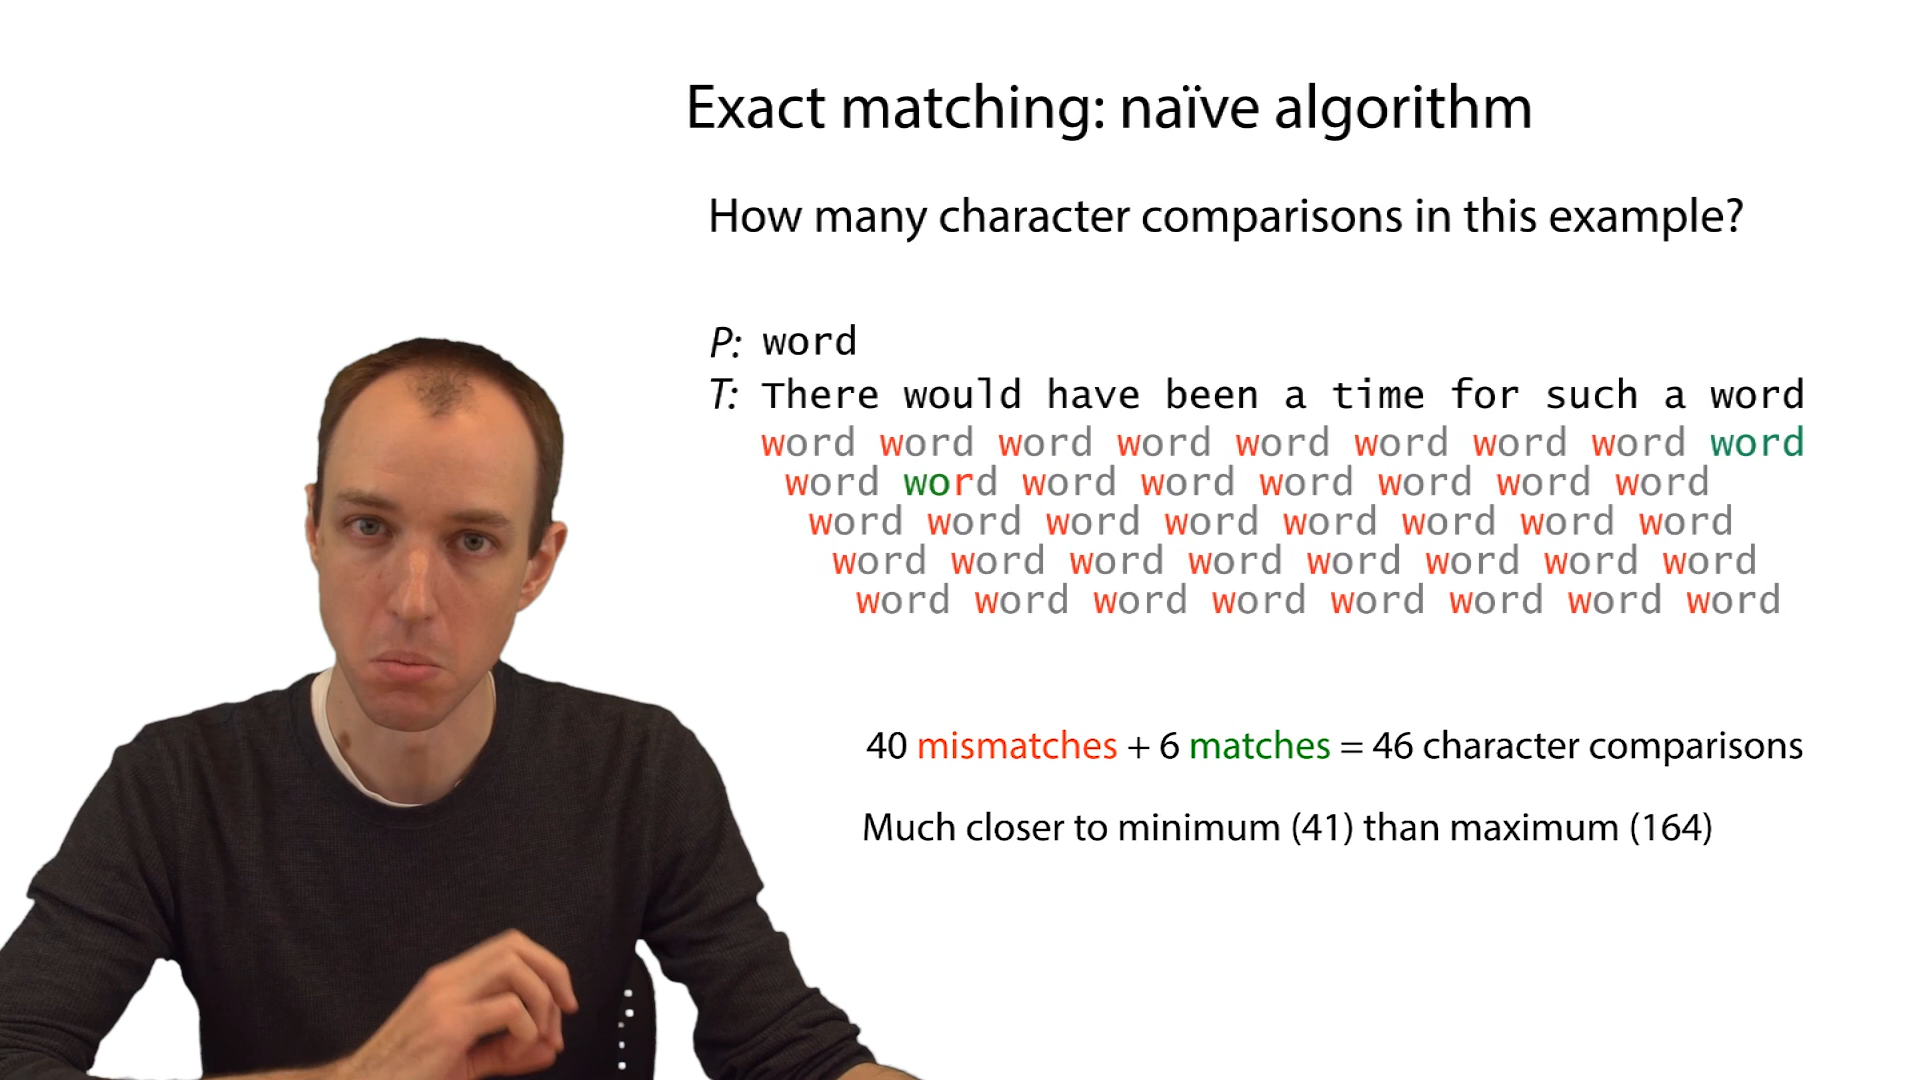 Exact matching: naïve algorithm
How many character comparisons in this example?
P: word
T: There would have been a time for such a word
word word word word word word word word word
word word word word word word word word
word word word word word word word word
word word word word word word word word
word word word word word word word word
40 mismatches + 6 matches = 46 character comparisons
Much closer to minimum (41) than maximum (164)